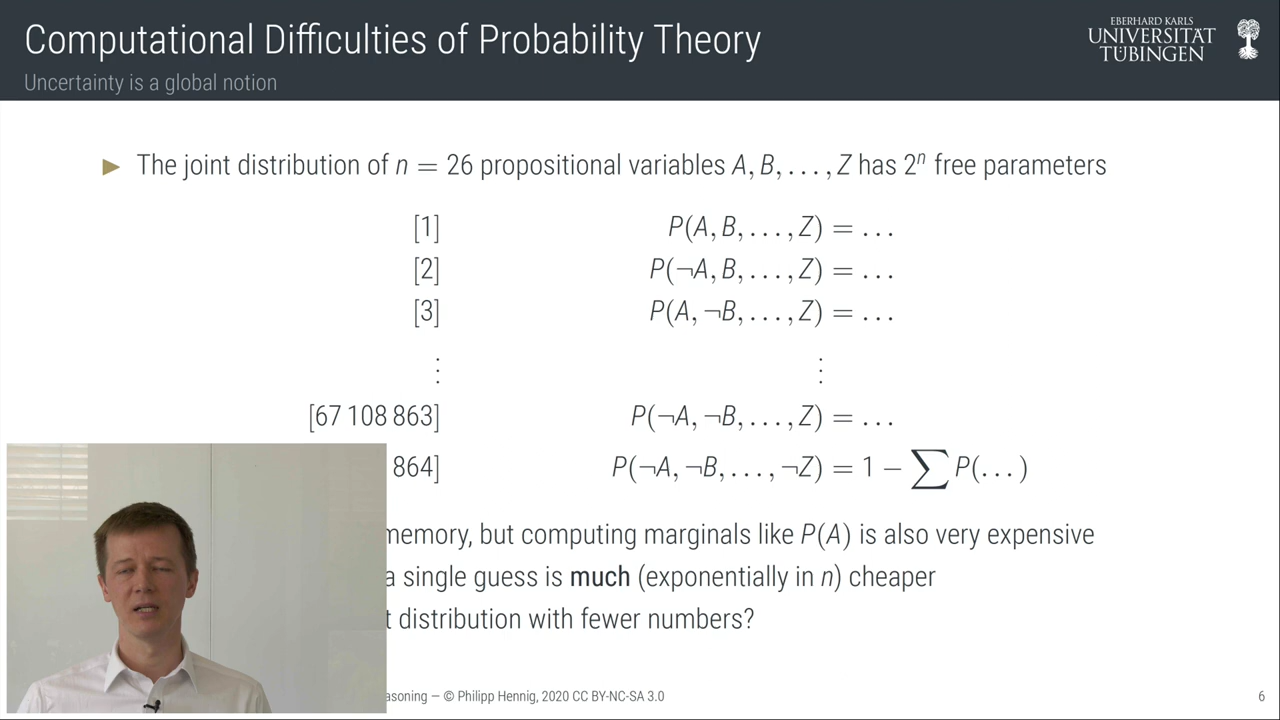 Computational Difficulties of Probability Theory
Uncertainty is a global notion
EBERHARD KARLS
UNIVERSITÄT
TÜBINGEN
► The joint distribution of n = 26 propositional variables A, B, . . . , Z has 2ⁿ free parameters
[1] P(A, B, . . . , Z) = . . .
[2] P(¬A, B, . . . , Z) = . . .
[3] P(A, ¬B, . . . , Z) = . . .
⋮ ⋮
[67 108 863] P(¬A, ¬B, . . . , Z) = . . .
864] P(¬A, ¬B, . . . , ¬Z) = 1 − ∑ P(. . . )
memory, but computing marginals like P(A) is also very expensive
a single guess is much (exponentially in n) cheaper
distribution with fewer numbers?
— © Philipp Hennig, 2020 CC BY-NC-SA 3.0 6